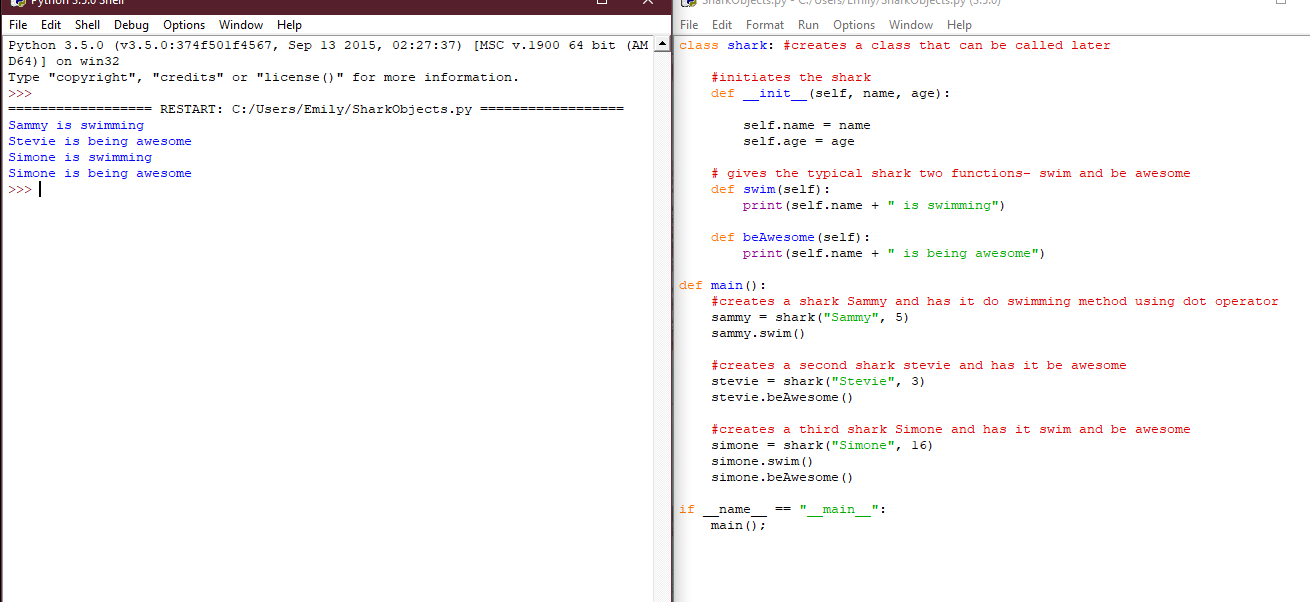 Python 3.5.0 Shell
File Edit Shell Debug Options Window Help
Python 3.5.0 (v3.5.0:374f501f4567, Sep 13 2015, 02:27:37) [MSC v.1900 64 bit (AM
D64)] on win32
Type "copyright", "credits" or "license()" for more information.
>>>
================== RESTART: C:/Users/Emily/SharkObjects.py ==================
Sammy is swimming
Stevie is being awesome
Simone is swimming
Simone is being awesome
>>>
SharkObjects.py - C:/Users/Emily/SharkObjects.py (3.5.0)
File Edit Format Run Options Window Help
class shark: #creates a class that can be called later
    #initiates the shark
    def __init__(self, name, age):
        self.name = name
        self.age = age
    # gives the typical shark two functions- swim and be awesome
    def swim(self):
        print(self.name + " is swimming")
    def beAwesome(self):
        print(self.name + " is being awesome")
def main():
    #creates a shark Sammy and has it do swimming method using dot operator
    sammy = shark("Sammy", 5)
    sammy.swim()
    #creates a second shark stevie and has it be awesome
    stevie = shark("Stevie", 3)
    stevie.beAwesome()
    #creates a third shark Simone and has it swim and be awesome
    simone = shark("Simone", 16)
    simone.swim()
    simone.beAwesome()
if __name__ == "__main__":
    main();